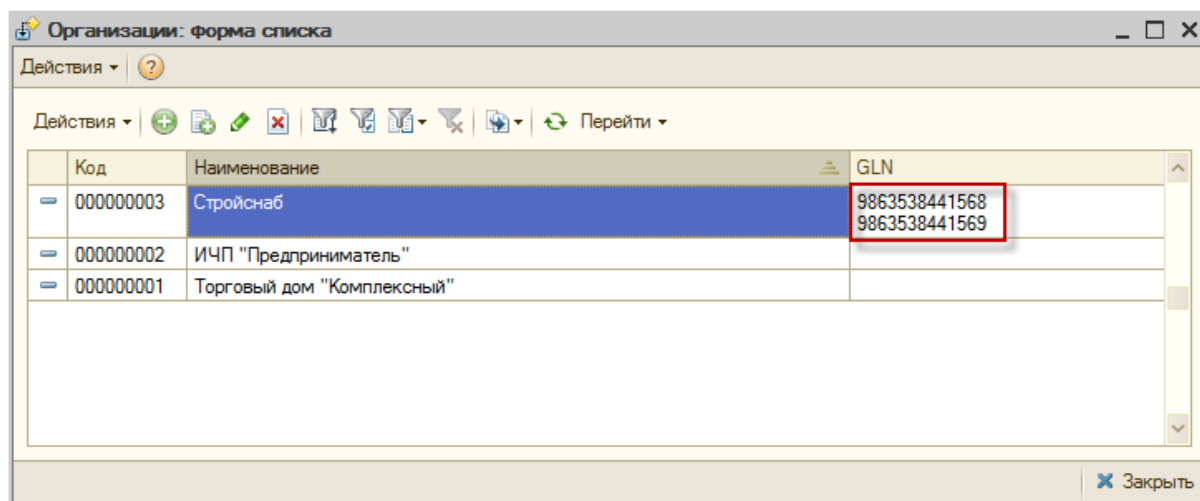 Организации: форма списка
Действия
Действия Перейти
Код Наименование GLN
000000003 Стройснаб 9863538441568
9863538441569
000000002 ИЧП "Предприниматель"
000000001 Торговый дом "Комплексный"
Закрыть